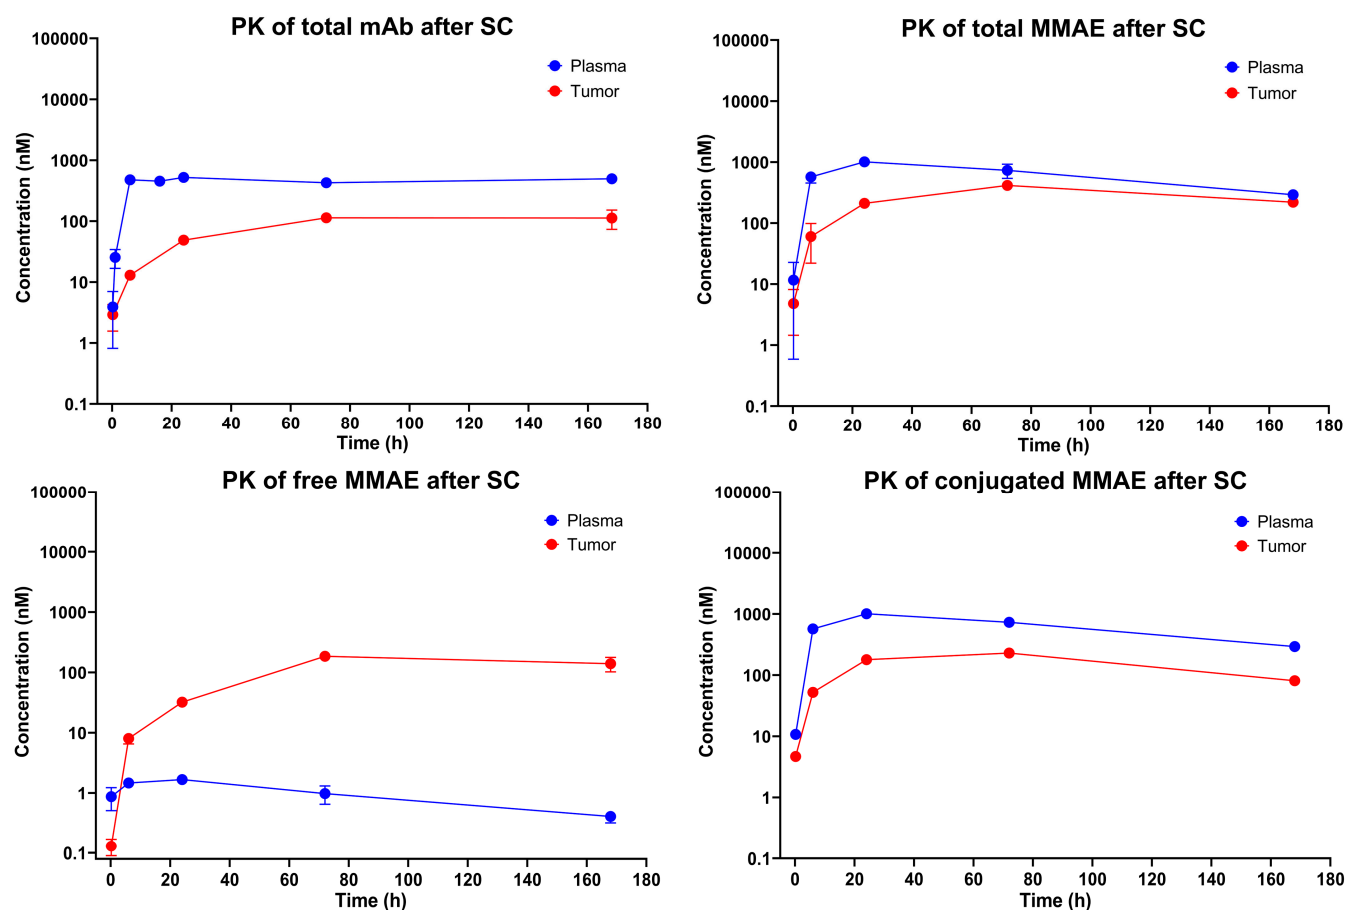 PK of total mAb after SC
100000
10000
1000
100
10
1
0.1
Concentration (nM)
Plasma
Tumor
0 20 40 60 80 100 120 140 160 180
Time (h)
PK of total MMAE after SC
100000
10000
1000
100
10
1
0.1
Concentration (nM)
Plasma
Tumor
0 20 40 60 80 100 120 140 160 180
Time (h)
PK of free MMAE after SC
100000
10000
1000
100
10
1
0.1
Concentration (nM)
Plasma
Tumor
0 20 40 60 80 100 120 140 160 180
Time (h)
PK of conjugated MMAE after SC
100000
10000
1000
100
10
1
0.1
Concentration (nM)
Plasma
Tumor
0 20 40 60 80 100 120 140 160 180
Time (h)